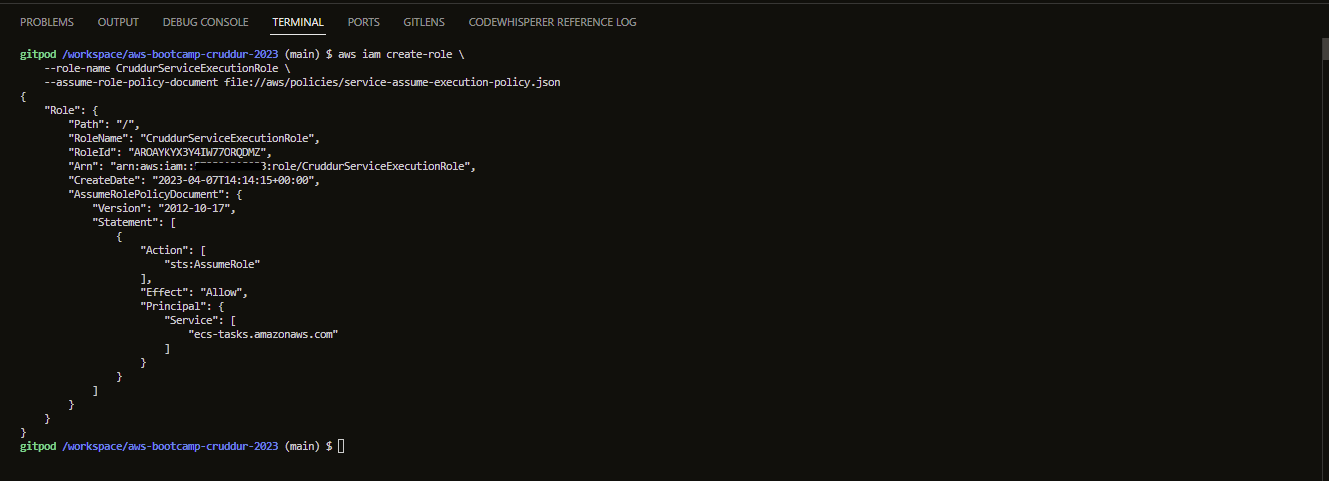 PROBLEMS OUTPUT DEBUG CONSOLE TERMINAL PORTS GITLENS CODEWHISPERER REFERENCE LOG
gitpod /workspace/aws-bootcamp-cruddur-2023 (main) $ aws iam create-role \
    --role-name CruddurServiceExecutionRole \
    --assume-role-policy-document file://aws/policies/service-assume-execution-policy.json
{
    "Role": {
        "Path": "/",
        "RoleName": "CruddurServiceExecutionRole",
        "RoleId": "AROAYKYX3Y4IW77ORQDMZ",
        "Arn": "arn:aws:iam::3:role/CruddurServiceExecutionRole",
        "CreateDate": "2023-04-07T14:14:15+00:00",
        "AssumeRolePolicyDocument": {
            "Version": "2012-10-17",
            "Statement": [
                {
                    "Action": [
                        "sts:AssumeRole"
                    ],
                    "Effect": "Allow",
                    "Principal": {
                        "Service": [
                            "ecs-tasks.amazonaws.com"
                        ]
                    }
                }
            ]
        }
    }
}
gitpod /workspace/aws-bootcamp-cruddur-2023 (main) $